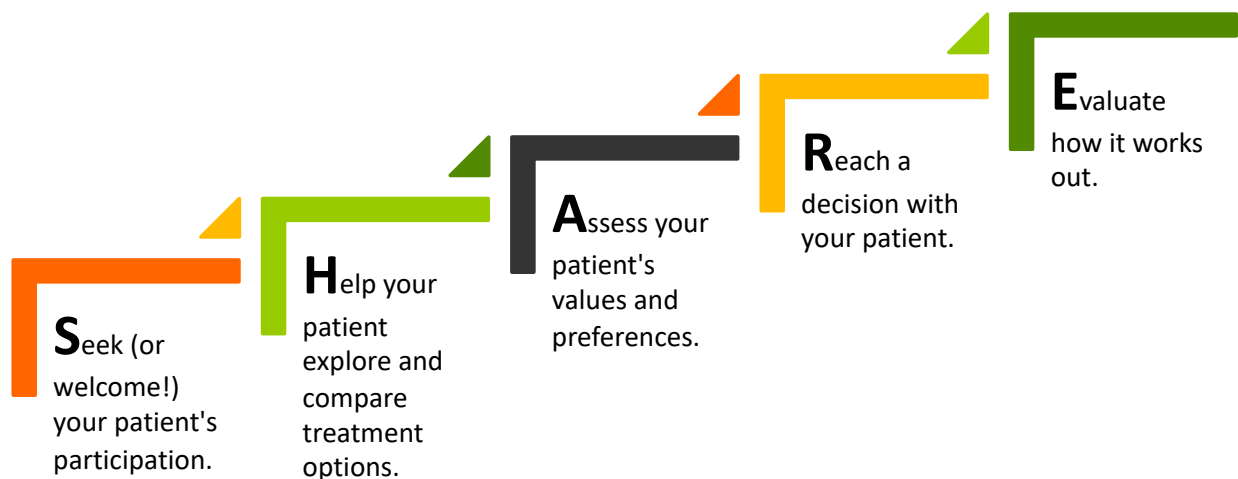 Seek (or
welcome!)
your patient's
participation.
Help your
patient
explore and
compare
treatment
options.
Assess your
patient's
values and
preferences.
Reach a
decision with
your patient.
Evaluate
how it works
out.